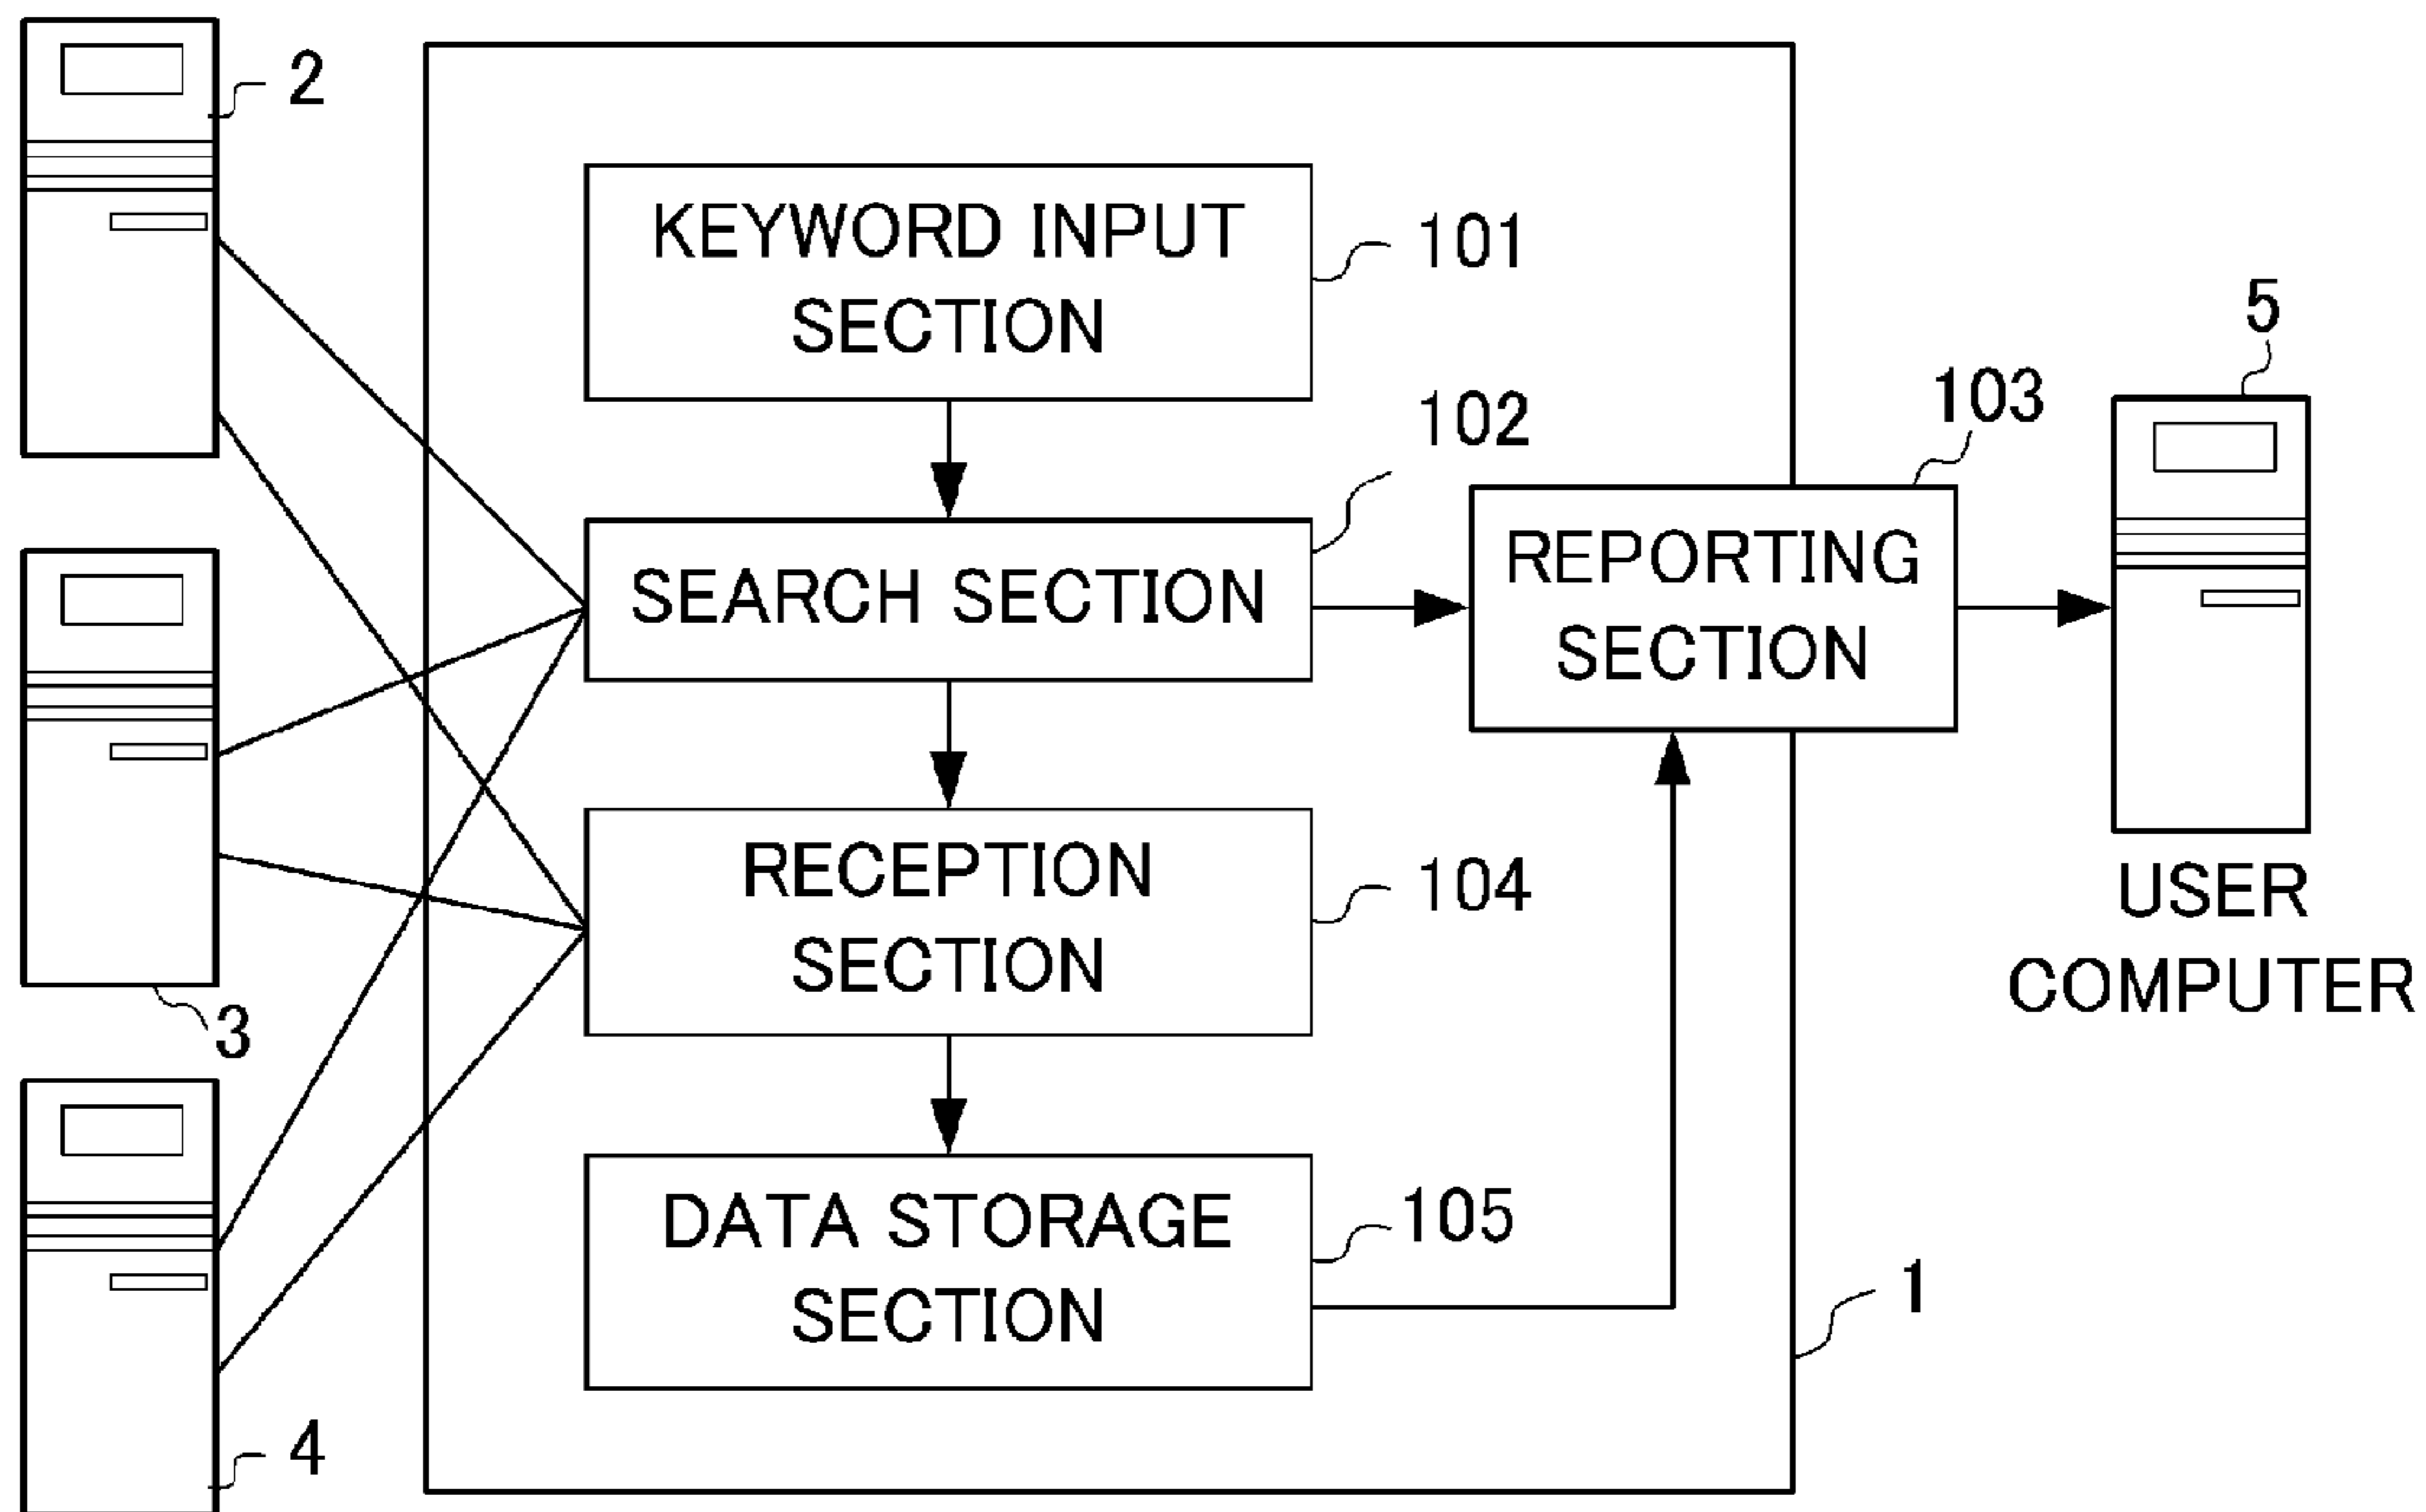 2
KEYWORD INPUT
SECTION
101
5
103
102
SEARCH SECTION
REPORTING
SECTION
RECEPTION
SECTION
104
USER
COMPUTER
3
DATA STORAGE
SECTION
105
1
4